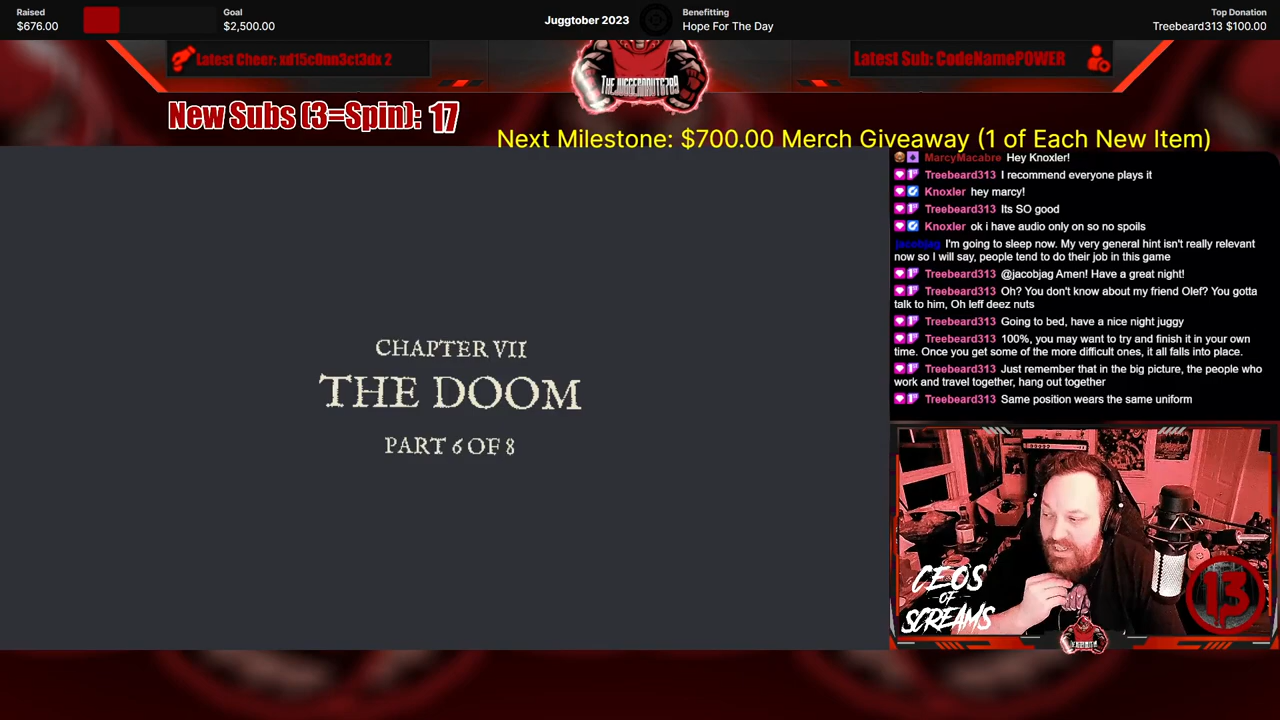 Raised
$676.00
Goal
$2,500.00
Juggtober 2023
Benefitting
Hope For The Day
Top Donation
Treebeard313 $100.00
Latest Cheer: xd15c0nn3ct3dx 2
THEJUGGERNAUT6789
Latest Sub: CodeNamePOWER
New Subs (3=Spin): 17
Next Milestone: $700.00 Merch Giveaway (1 of Each New Item)
MarcyMacabre Hey Knoxler!
Treebeard313 I recommend everyone plays it
Knoxler hey marcy!
Treebeard313 Its SO good
Knoxler ok i have audio only on so no spoils
jacobjag I'm going to sleep now. My very general hint isn't really relevant
now so I will say, people tend to do their job in this game
Treebeard313 @jacobjag Amen! Have a great night!
Treebeard313 Oh? You don't know about my friend Olef? You gotta
talk to him, Oh leff deez nuts
Treebeard313 Going to bed, have a nice night juggy
Treebeard313 100%, you may want to try and finish it in your own
time. Once you get some of the more difficult ones, it all falls into place.
Treebeard313 Just remember that in the big picture, the people who
work and travel together, hang out together
Treebeard313 Same position wears the same uniform
CHAPTER VII
THE DOOM
PART 6 OF 8
CEOS
OF
SCREAMS
13